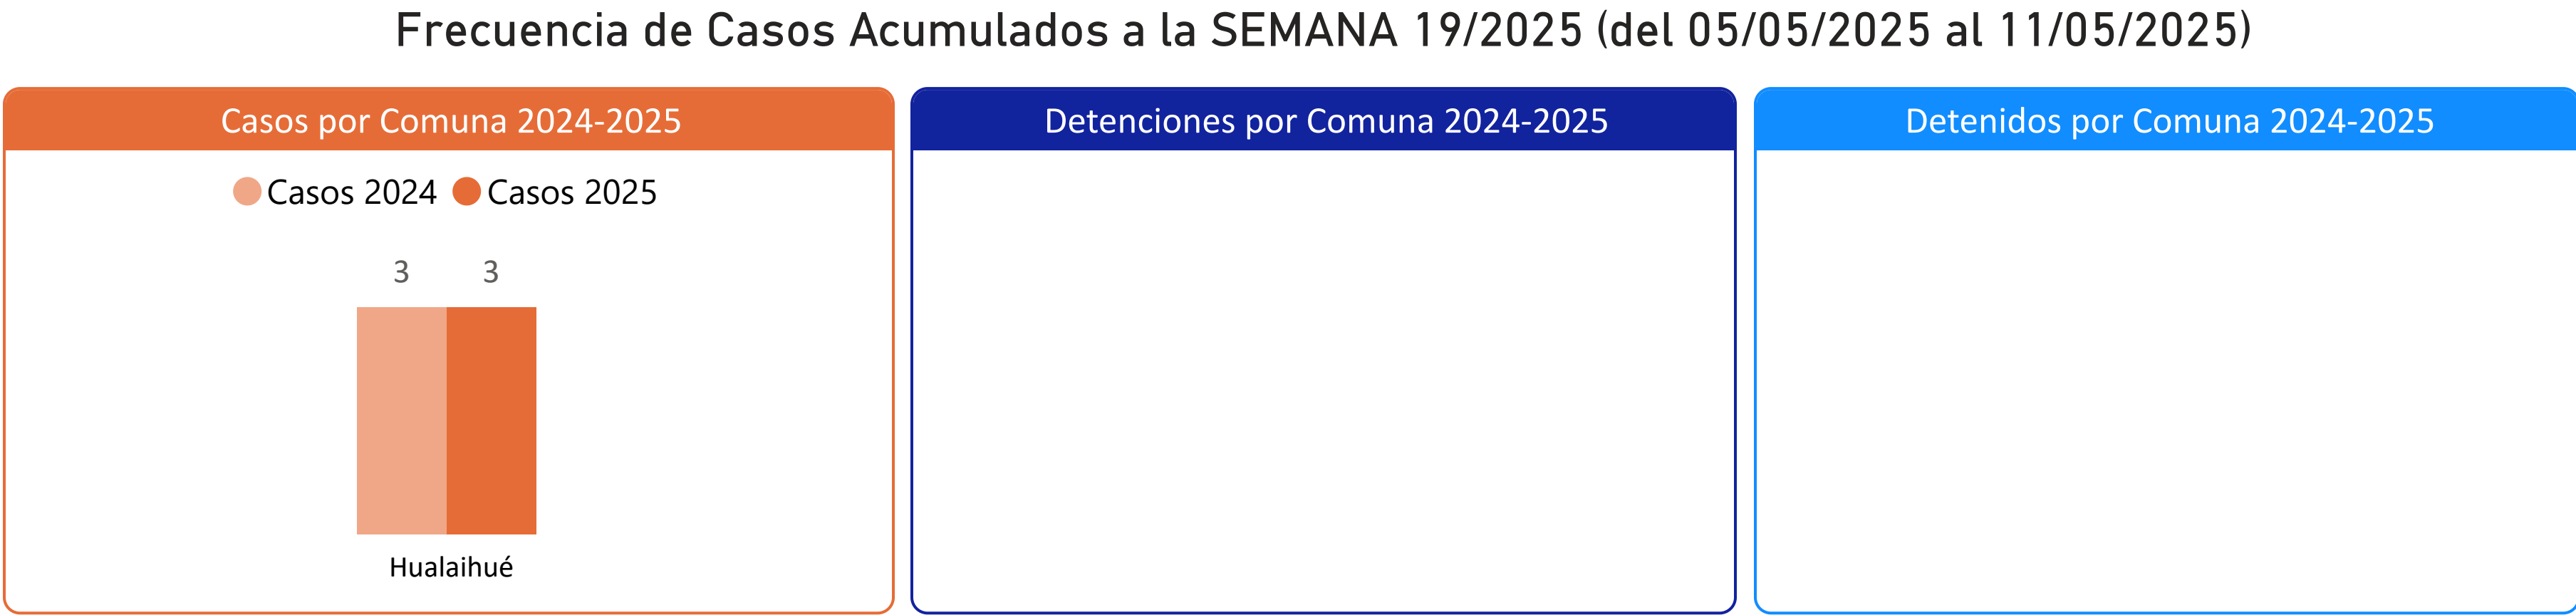 Frecuencia de Casos Acumulados a la SEMANA 19/2025 (del 05/05/2025 al 11/05/2025)
Casos por Comuna 2024-2025
Casos 2024 Casos 2025
3 3
Hualaihué
Detenciones por Comuna 2024-2025
Detenidos por Comuna 2024-2025